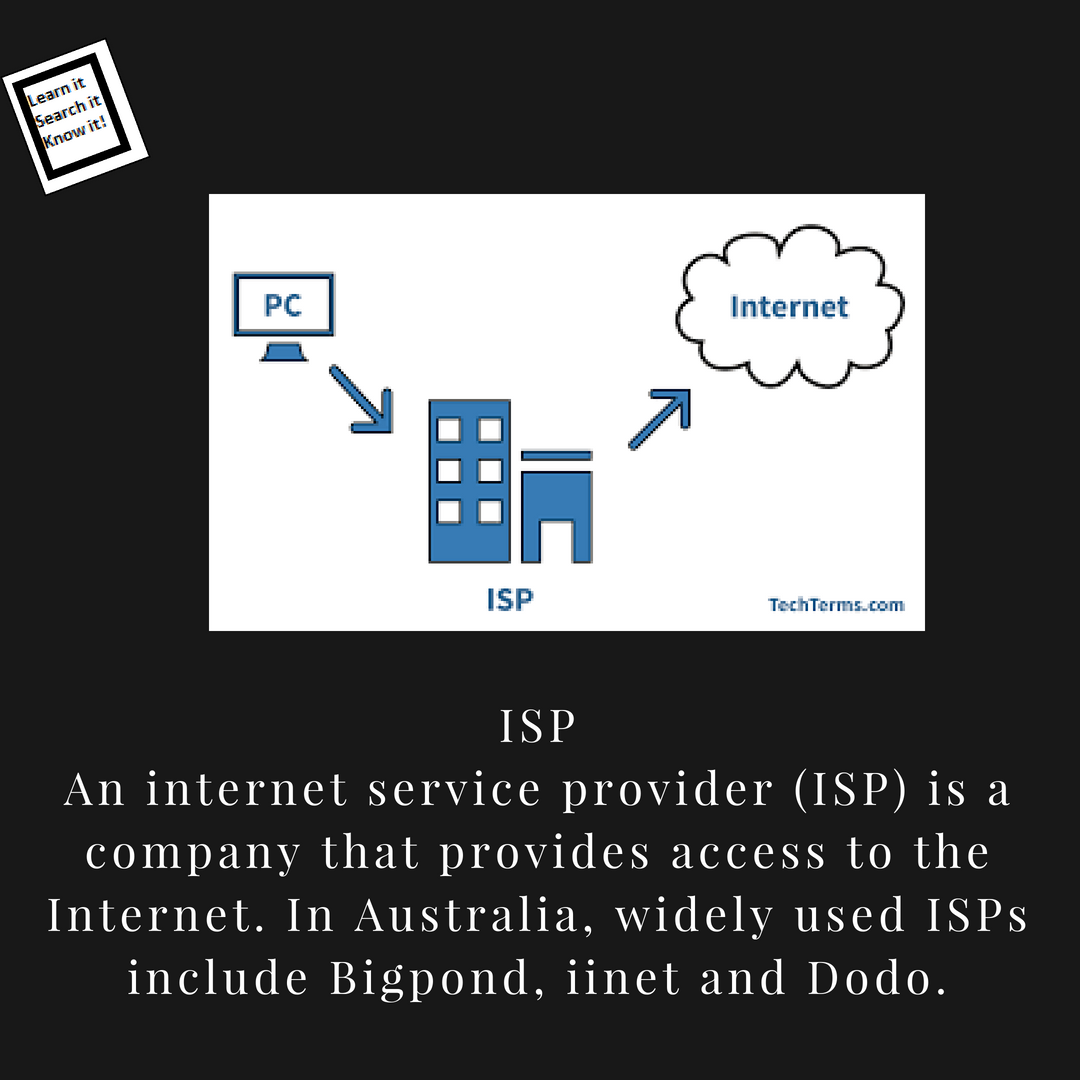 Learn it
Search it
Know it!
PC
Internet
ISP
TechTerms.com
ISP
An internet service provider (ISP) is a
company that provides access to the
Internet. In Australia, widely used ISPs
include Bigpond, iinet and Dodo.